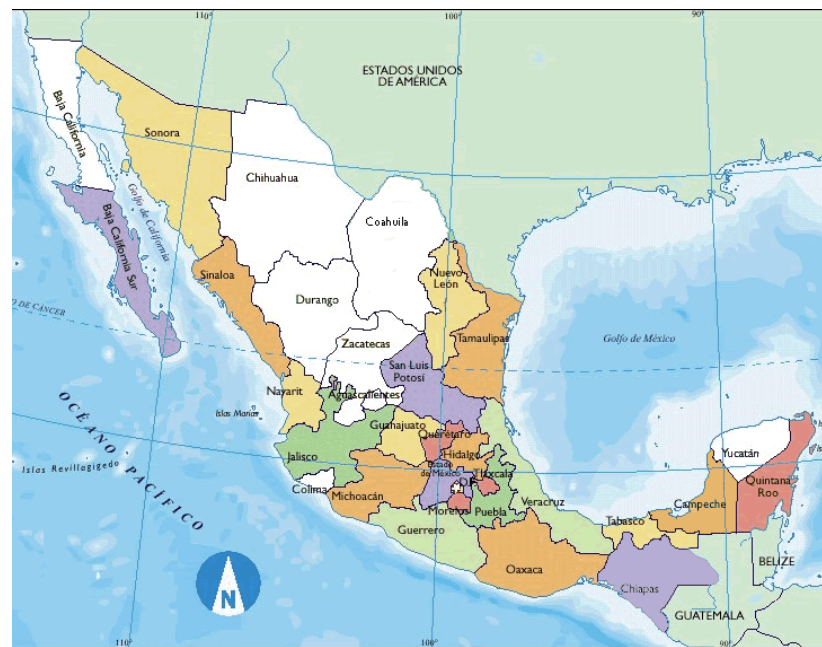 110°
100°
90°
ESTADOS UNIDOS
DE AMÉRICA
Baja California
Sonora
Chihuahua
Golfo de California
Coahuila
Baja California Sur
Sinaloa
Nuevo
León
Durango
O DE CÁNCER
Tamaulipas
Golfo de México
Zacatecas
San Luis
Potosí
Nayarit
Aguascalientes
Islas Marías
OCÉANO PACÍFICO
Guanajuato
Querétaro
Yucatán
Jalisco
Hidalgo
Islas Revillagigedo
Estado
de México
Tlaxcala
Quintana
Roo
Colima
Michoacán
D.F.
Veracruz
Campeche
Morelos
Puebla
Guerrero
Tabasco
BELIZE
Oaxaca
Chiapas
N
GUATEMALA
110°
100°
90°